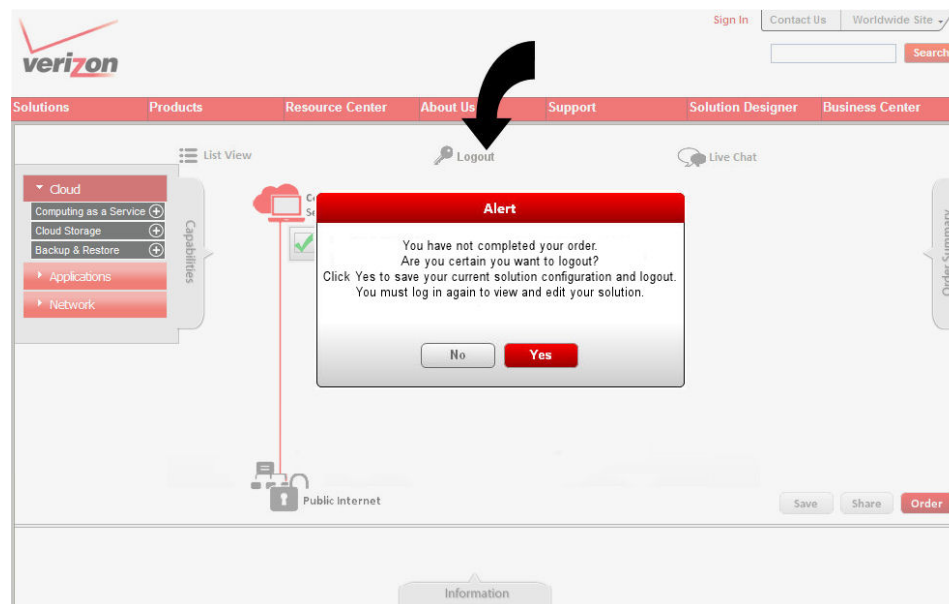 Sign In Contact Us Worldwide Site
verizon
Search
Solutions Products Resource Center About Us Support Solution Designer Business Center
List View Logout Live Chat
Cloud
Computing as a Service
Cloud Storage
Backup & Restore
Applications
Network
Capabilities
Alert
You have not completed your order.
Are you certain you want to logout?
Click Yes to save your current solution configuration and logout.
You must log in again to view and edit your solution.
No Yes
Order Summary
Public Internet
Save Share Order
Information